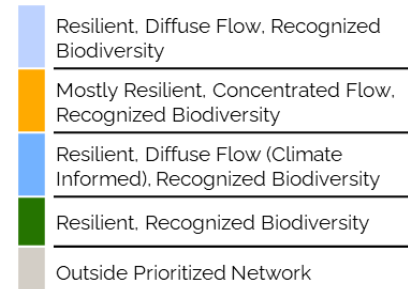 Resilient, Diffuse Flow, Recognized
Biodiversity
Mostly Resilient, Concentrated Flow,
Recognized Biodiversity
Resilient, Diffuse Flow (Climate
Informed), Recognized Biodiversity
Resilient, Recognized Biodiversity
Outside Prioritized Network